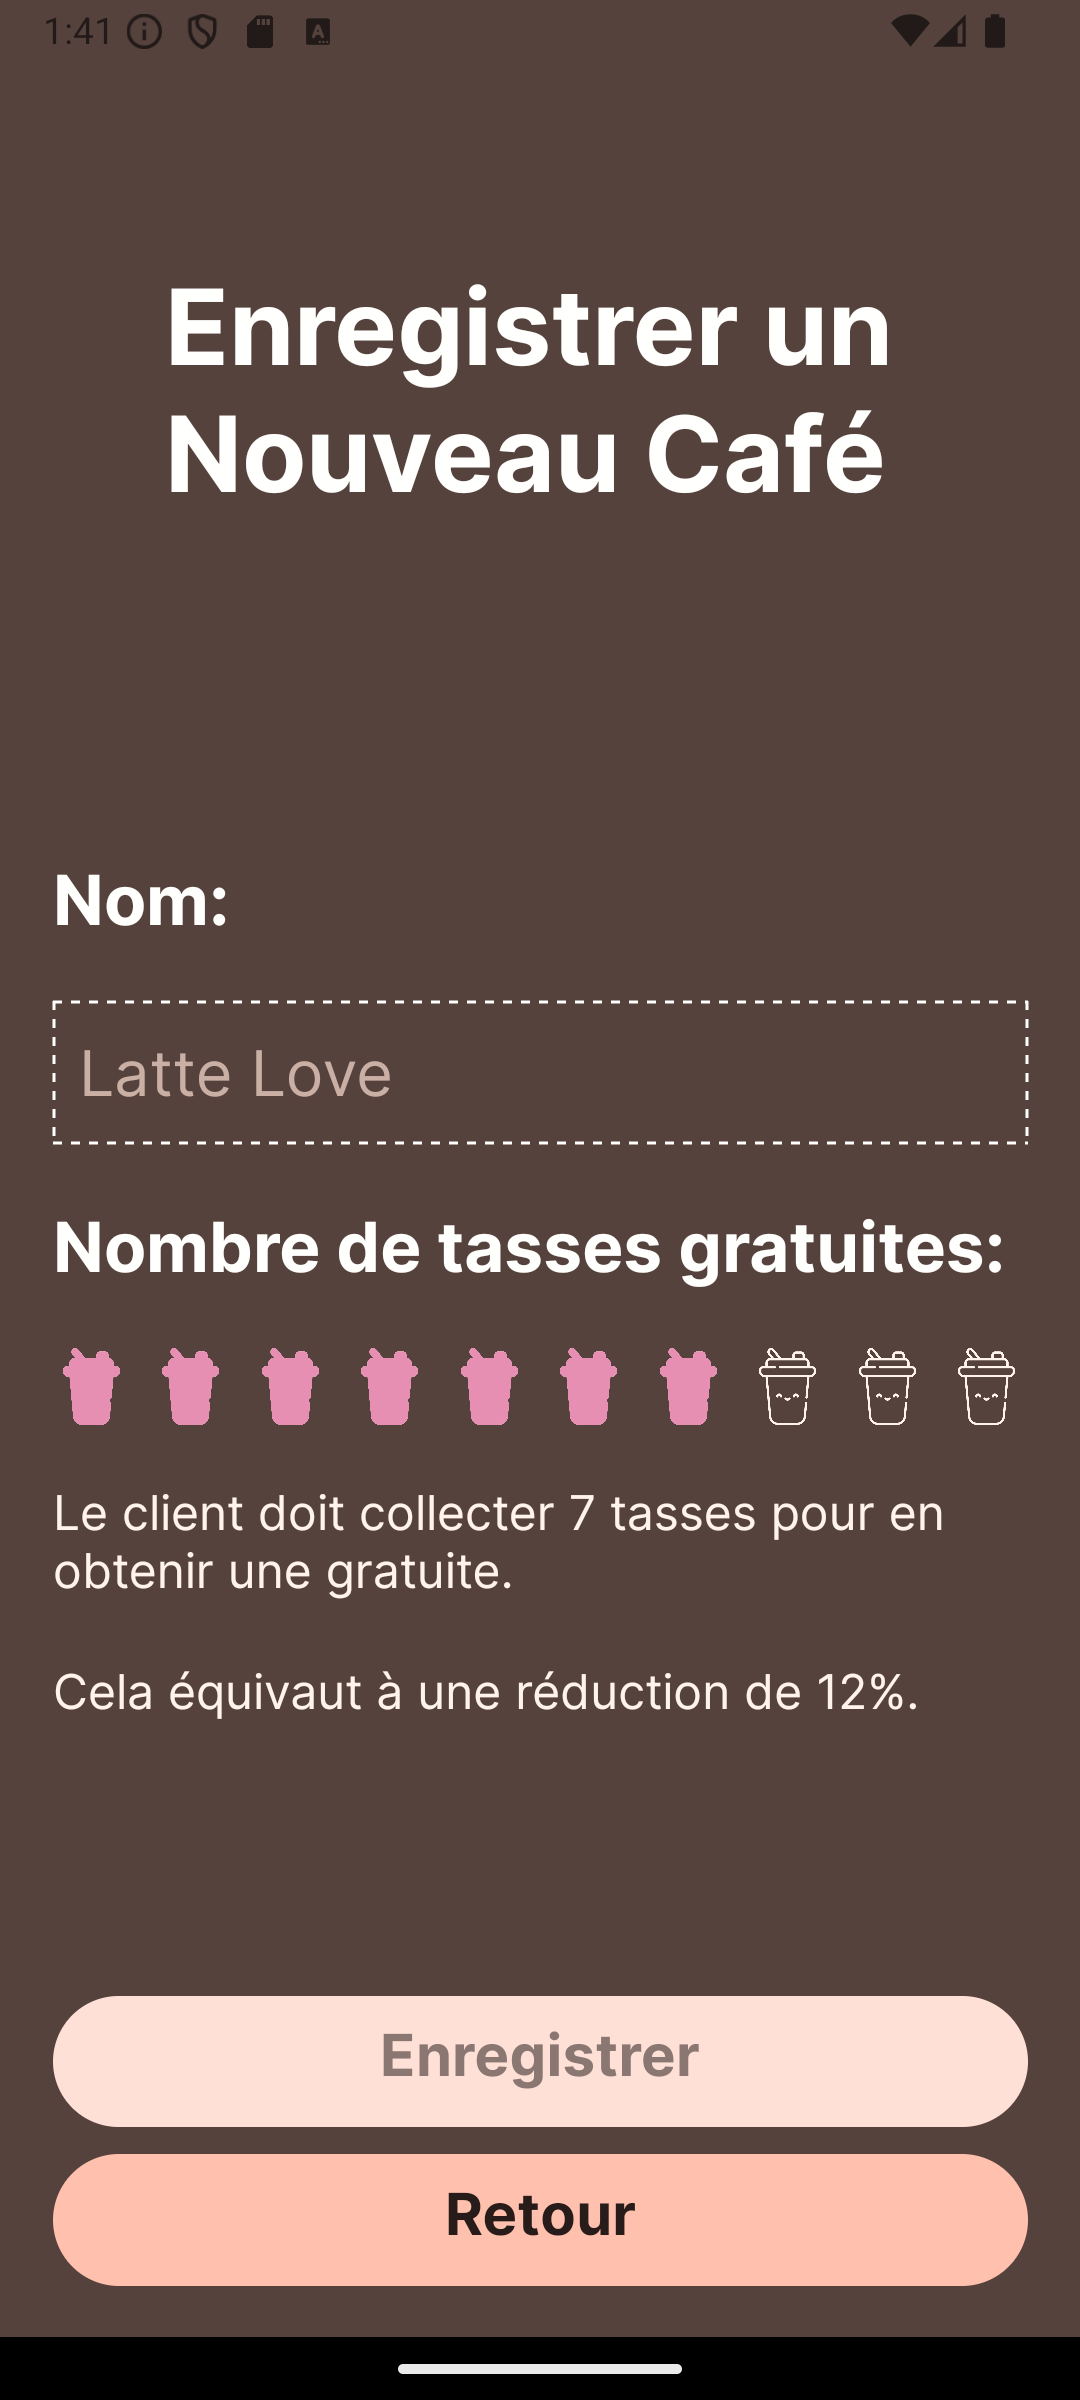 1:41
Enregistrer un
Nouveau Café
Nom:
Latte Love
Nombre de tasses gratuites:
Le client doit collecter 7 tasses pour en
obtenir une gratuite.
Cela équivaut à une réduction de 12%.
Enregistrer
Retour